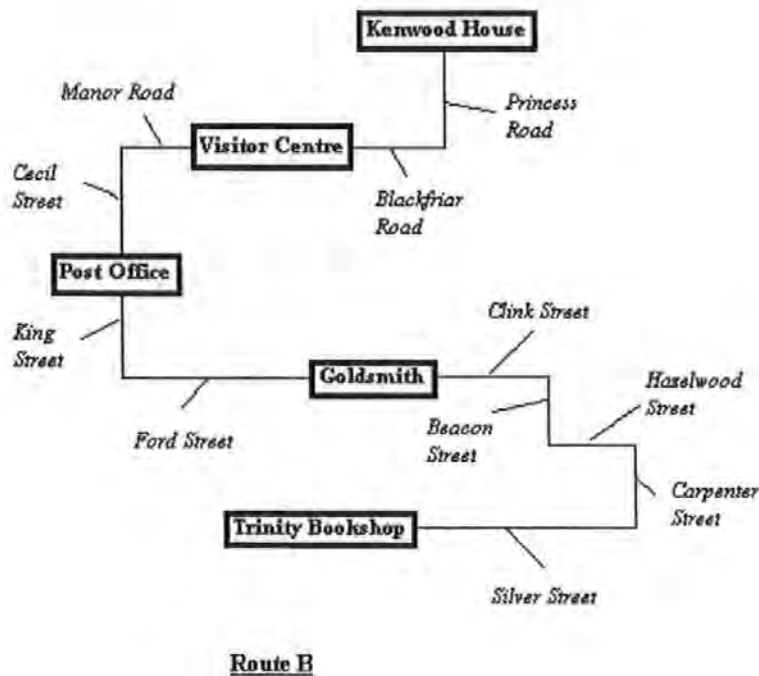 Kenwood House
Manor Road
Princess
Road
Visitor Centre
Cecil
Street
Blackfriar
Road
Post Office
King
Street
Clink Street
Goldsmith
Hazelwood
Street
Ford Street
Beacon
Street
Carpenter
Street
Trinity Bookshop
Silver Street
Route B